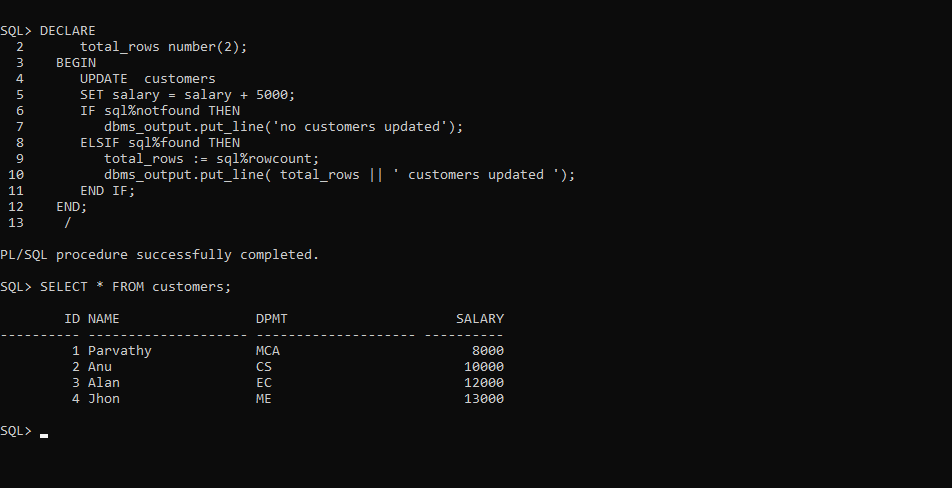 SQL> DECLARE
  2       total_rows number(2);
  3    BEGIN
  4       UPDATE  customers
  5       SET salary = salary + 5000;
  6       IF sql%notfound THEN
  7          dbms_output.put_line('no customers updated');
  8       ELSIF sql%found THEN
  9          total_rows := sql%rowcount;
 10          dbms_output.put_line( total_rows || ' customers updated ');
 11       END IF;
 12    END;
 13     /
PL/SQL procedure successfully completed.
SQL> SELECT * FROM customers;
        ID NAME                 DPMT                     SALARY
---------- -------------------- -------------------- ----------
         1 Parvathy             MCA                        8000
         2 Anu                  CS                        10000
         3 Alan                 EC                        12000
         4 Jhon                 ME                        13000
SQL>